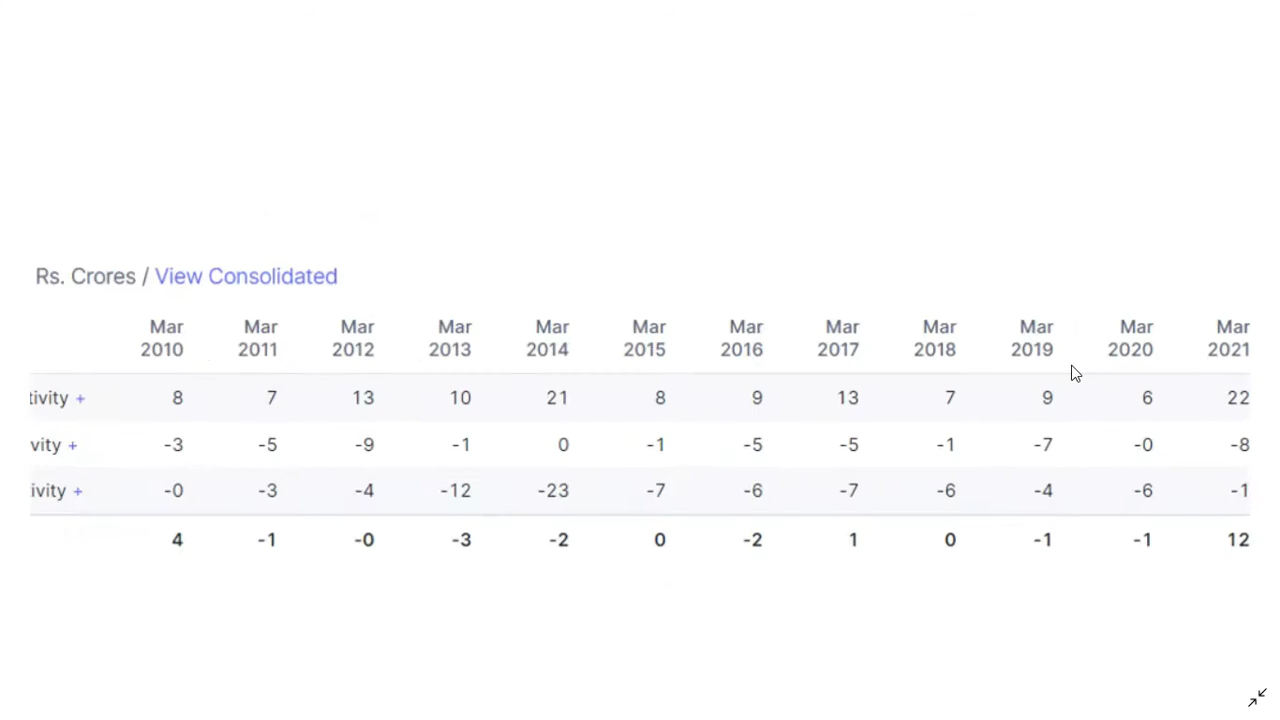 Rs. Crores / View Consolidated
Mar Mar Mar Mar Mar Mar Mar Mar Mar Mar Mar Mar
2010 2011 2012 2013 2014 2015 2016 2017 2018 2019 2020 2021
tivity + 8 7 13 10 21 8 9 13 7 9 6 22
vity + -3 -5 -9 -1 0 -1 -5 -5 -1 -7 -0 -8
ivity + -0 -3 -4 -12 -23 -7 -6 -7 -6 -4 -6 -1
4 -1 -0 -3 -2 0 -2 1 0 -1 -1 12